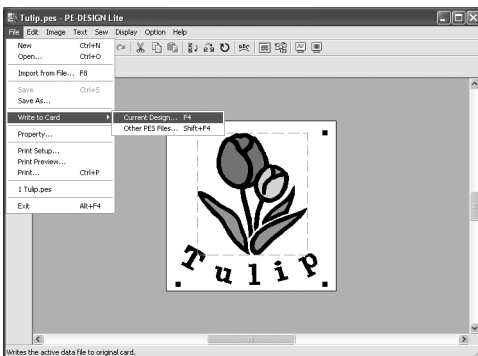 Tulip.pes - PE-DESIGN Lite
File Edit Image Text Sew Display Option Help
New Ctrl+N
Open... Ctrl+O
Import from File... F8
Save Ctrl+S
Save As...
Write to Card
Current Design... F4
Other PES Files... Shift+F4
Property...
Print Setup...
Print Preview...
Print... Ctrl+P
1 Tulip.pes
Exit Alt+F4
Tulip
Writes the active data file to original card.